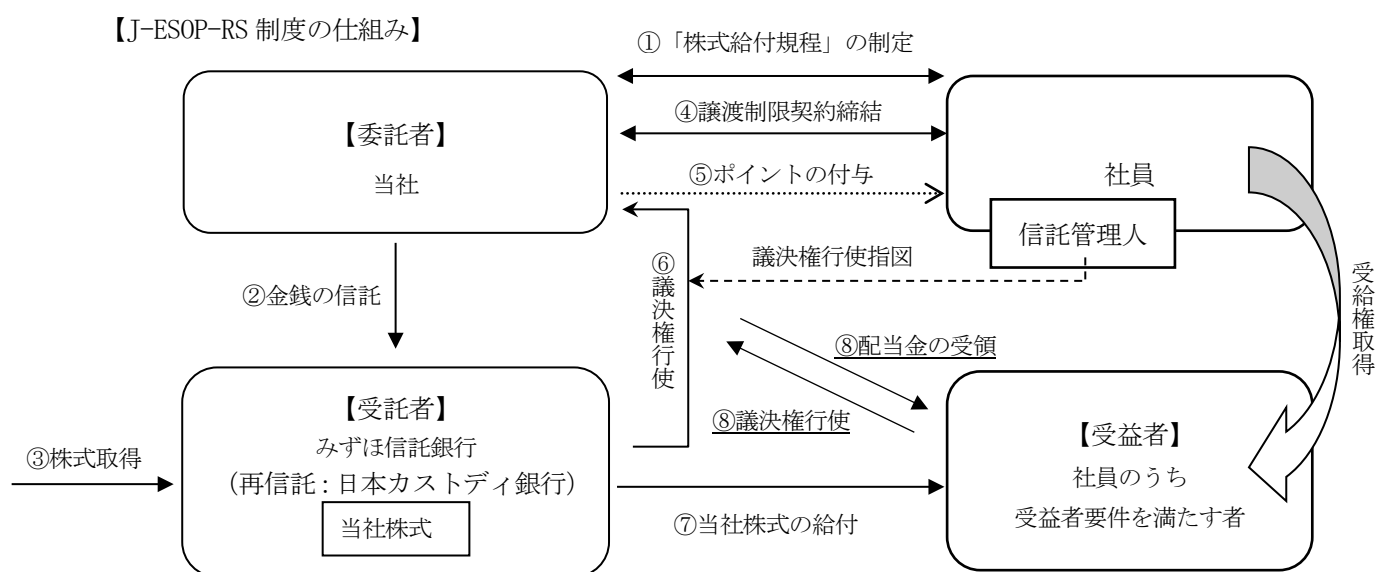 【J-ESOP-RS 制度の仕組み】
①「株式給付規程」の制定
④譲渡制限契約締結
⑤ポイントの付与
【委託者】
当社
社員
信託管理人
議決権行使指図
⑥議決権行使
②金銭の信託
受給権取得
⑧配当金の受領
⑧議決権行使
③株式取得
【受託者】
みずほ信託銀行
（再信託：日本カストディ銀行）
当社株式
⑦当社株式の給付
【受益者】
社員のうち
受益者要件を満たす者